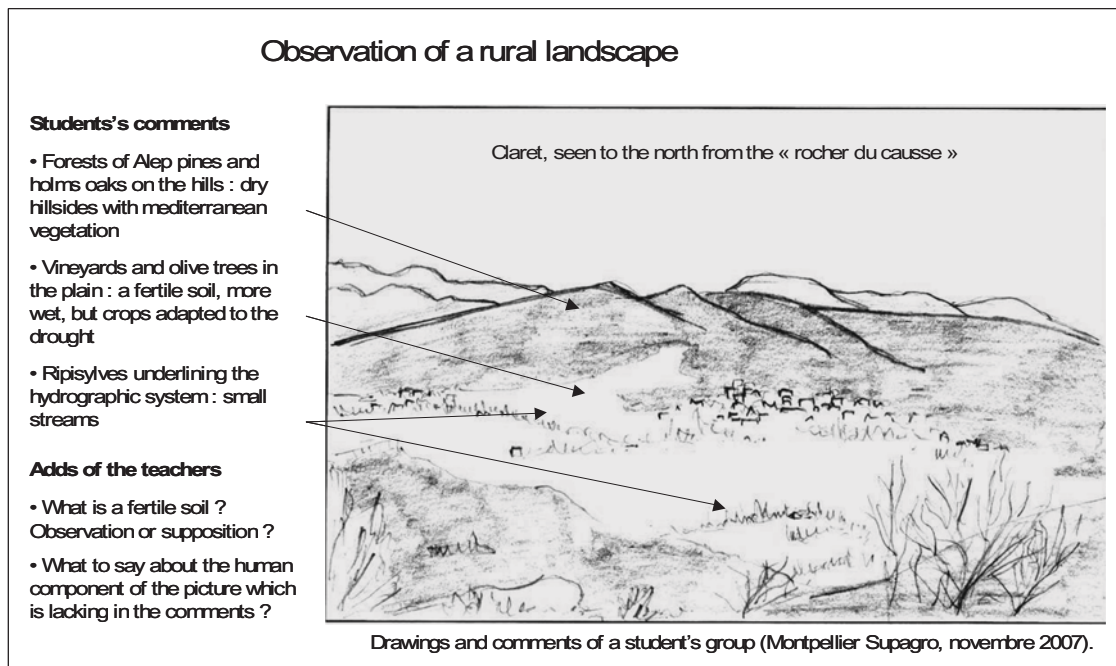 Observation of a rural landscape
Students's comments
• Forests of Alep pines and
holms oaks on the hills : dry
hillsides with mediterranean
vegetation
• Vineyards and olive trees in
the plain : a fertile soil, more
wet, but crops adapted to the
drought
• Ripisylves underlining the
hydrographic system : small
streams
Adds of the teachers
• What is a fertile soil ?
Observation or supposition ?
• What to say about the human
component of the picture which
is lacking in the comments ?
Claret, seen to the north from the « rocher du causse »
Drawings and comments of a student's group (Montpellier Supagro, novembre 2007).